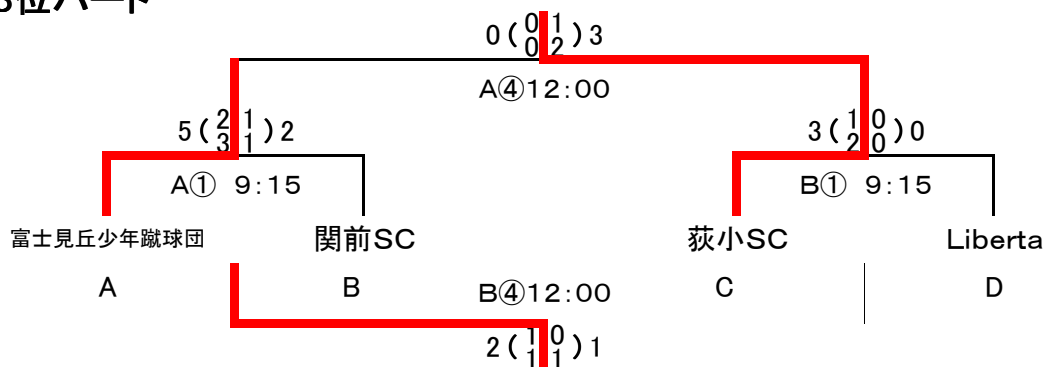 位パート
0(0 1)3
0 2
A④12:00
5(2 1)2
3 1
3(1 0)0
2 0
A① 9:15
B① 9:15
富士見丘少年蹴球団
関前SC
荻小SC
Liberta
A
B
B④12:00
C
D
2(1 0)1
1 1